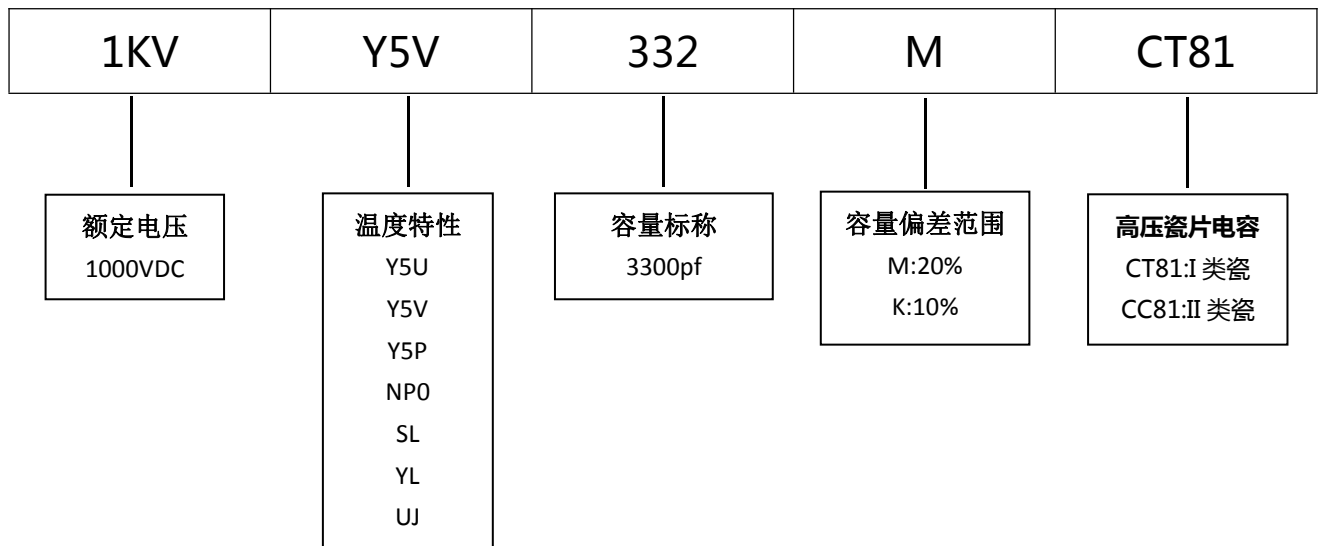 1KV Y5V 332 M CT81
额定电压
1000VDC
温度特性
Y5U
Y5V
Y5P
NP0
SL
YL
UJ
容量标称
3300pf
容量偏差范围
M:20%
K:10%
高压瓷片电容
CT81:I 类瓷
CC81:II 类瓷